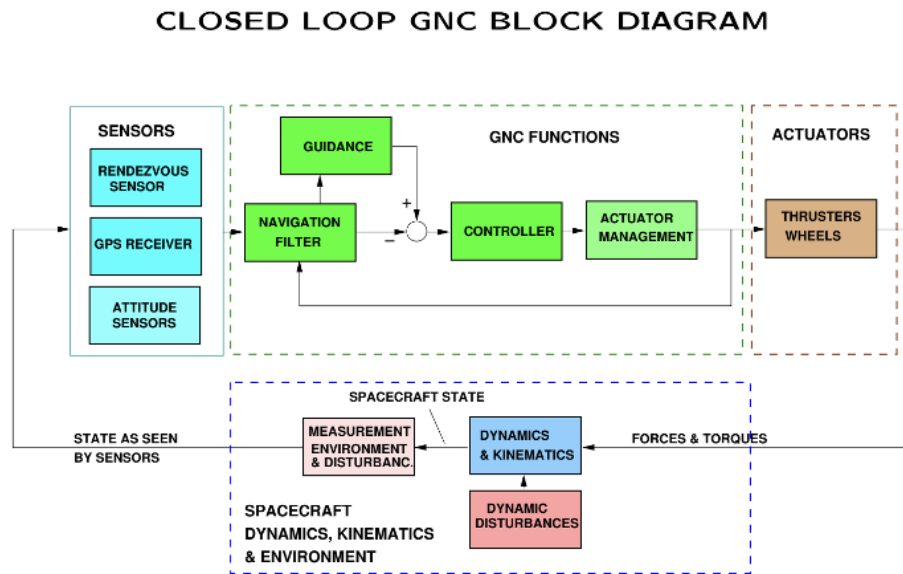 CLOSED LOOP GNC BLOCK DIAGRAM
SENSORS
RENDEZVOUS
SENSOR
GPS RECEIVER
ATTITUDE
SENSORS
GNC FUNCTIONS
GUIDANCE
NAVIGATION
FILTER
+
−
CONTROLLER
ACTUATOR
MANAGEMENT
ACTUATORS
THRUSTERS
WHEELS
STATE AS SEEN
BY SENSORS
SPACECRAFT STATE
MEASUREMENT
ENVIRONMENT
& DISTURBANC.
DYNAMICS
& KINEMATICS
FORCES & TORQUES
DYNAMIC
DISTURBANCES
SPACECRAFT
DYNAMICS, KINEMATICS
& ENVIRONMENT